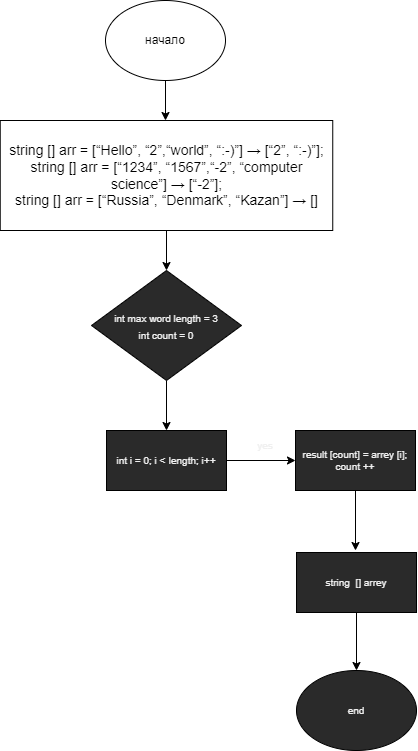 начало
string [] arr = [“Hello”, “2”,“world”, “:-)”] → [“2”, “:-)”];
string [] arr = [“1234”, “1567”,“-2”, “computer
science”] → [“-2”];
string [] arr = [“Russia”, “Denmark”, “Kazan”] → []
int max word length = 3
int count = 0
int i = 0; i < length; i++
yes
result [count] = arrey [i];
count ++
string [] arrey
end